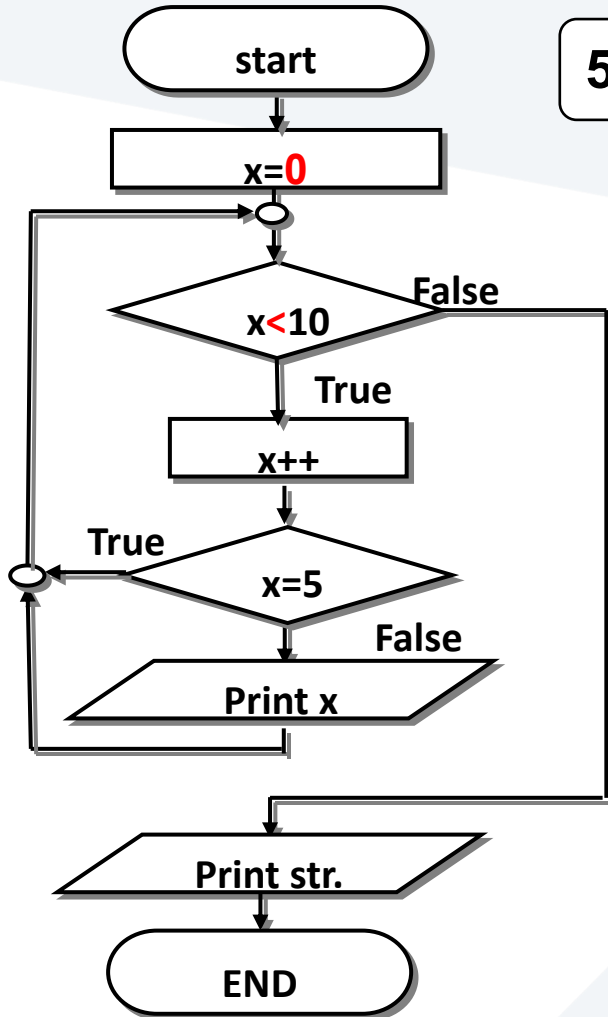 start
5
x=0
False
x<10
True
x++
True
x=5
False
Print x
Print str.
END